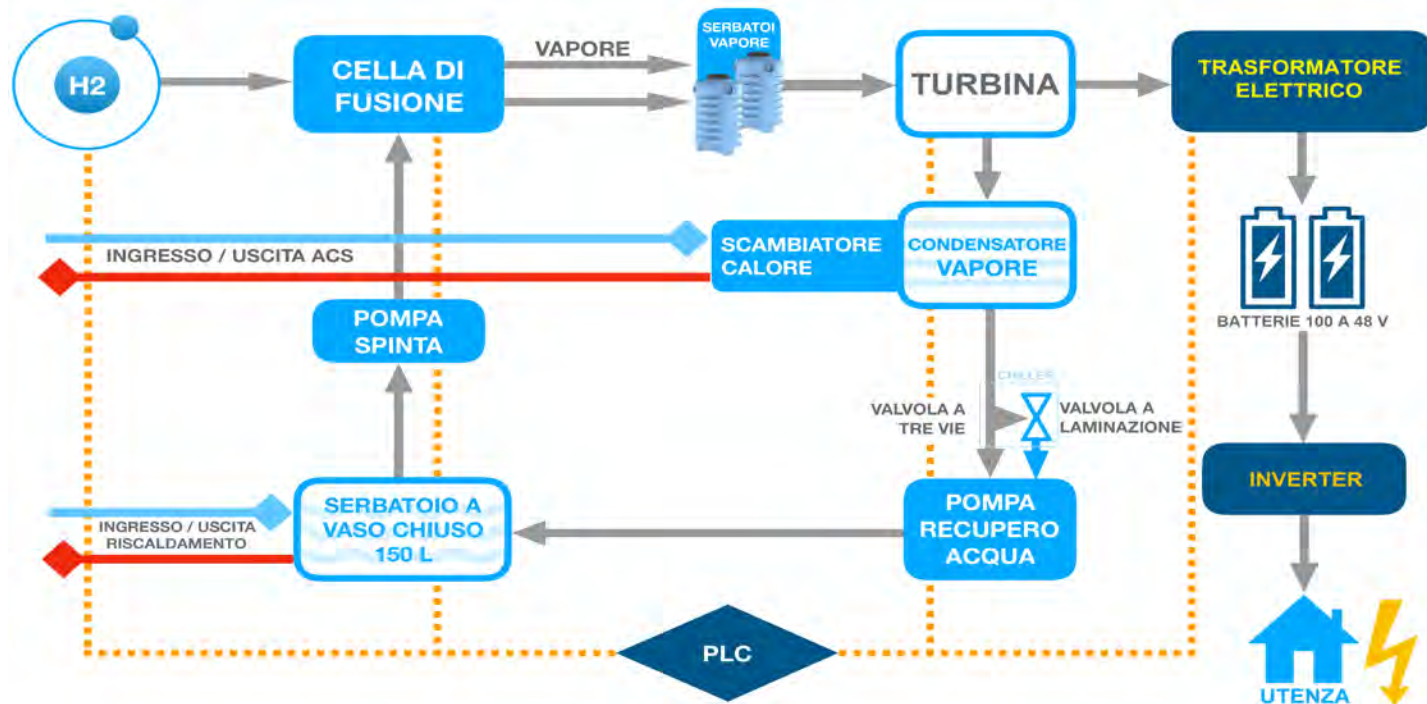 H2
CELLA DI
FUSIONE
VAPORE
SERBATOI
VAPORE
TURBINA
TRASFORMATORE
ELETTRICO
INGRESSO / USCITA ACS
SCAMBIATORE
CALORE
CONDENSATORE
VAPORE
BATTERIE 100 A 48 V
POMPA
SPINTA
CHILLER
VALVOLA A
TRE VIE
VALVOLA A
LAMINAZIONE
INGRESSO / USCITA
RISCALDAMENTO
SERBATOIO A
VASO CHIUSO
150 L
POMPA
RECUPERO
ACQUA
INVERTER
PLC
UTENZA